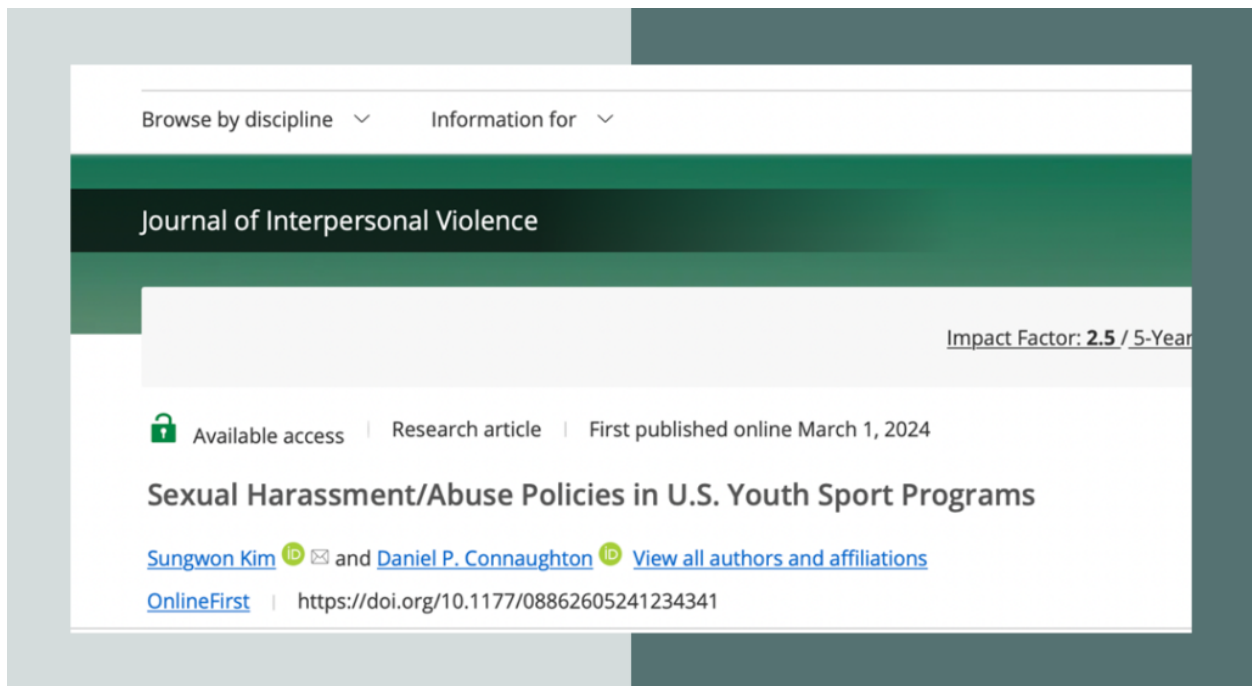 Browse by discipline Information for
Journal of Interpersonal Violence
Impact Factor: 2.5 / 5-Year
Available access | Research article | First published online March 1, 2024
Sexual Harassment/Abuse Policies in U.S. Youth Sport Programs
Sungwon Kim iD and Daniel P. Connaughton iD View all authors and affiliations
OnlineFirst | https://doi.org/10.1177/08862605241234341